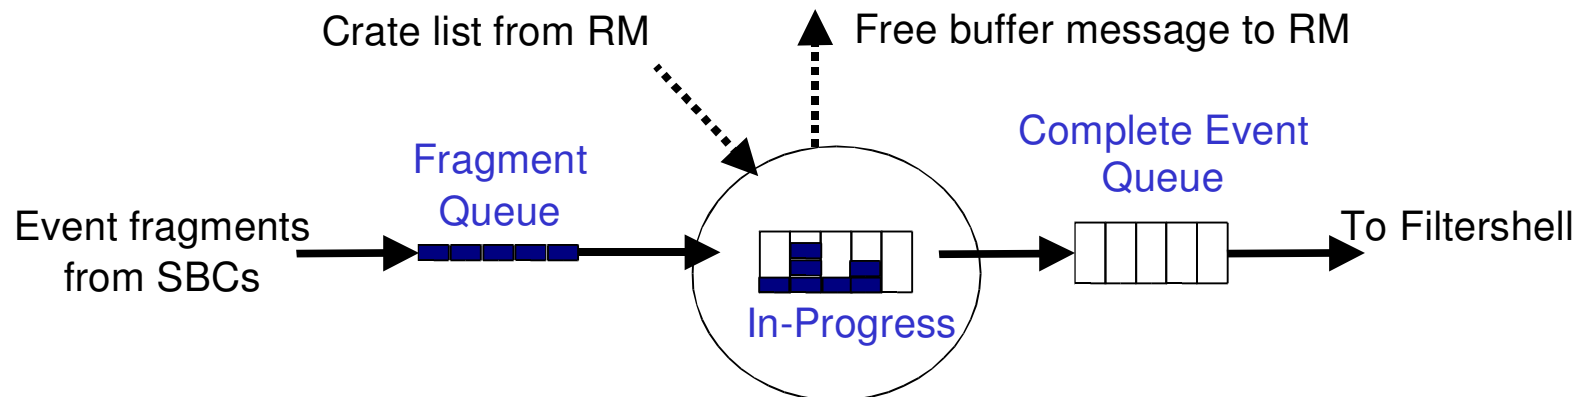 Crate list from RM
Free buffer message to RM
Complete Event
Queue
Fragment
Queue
Event fragments
from SBCs
To Filtershell
In-Progress